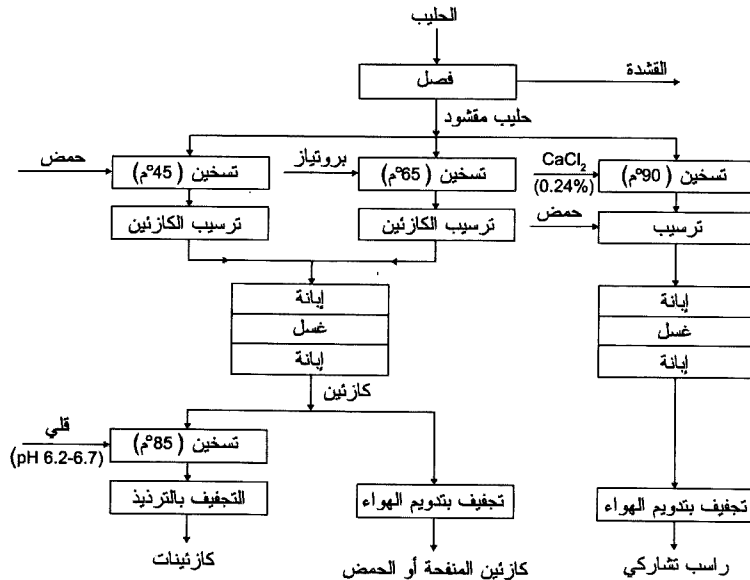 الحليب
فصل
القشدة
حليب مقشود
حمض
تسخين (45°م)
بروتياز
تسخين (65°م)
CaCl₂
(0.24%)
تسخين (90°م)
ترسيب الكازئين
ترسيب الكازئين
حمض
ترسيب
إبانة
غسل
إبانة
إبانة
غسل
إبانة
كازئين
قلي
(pH 6.2-6.7)
تسخين (85°م)
التجفيف بالترذيذ
تجفيف بتدويم الهواء
تجفيف بتدويم الهواء
كازئينات
كازئين المنفحة أو الحمض
راسب تشاركي